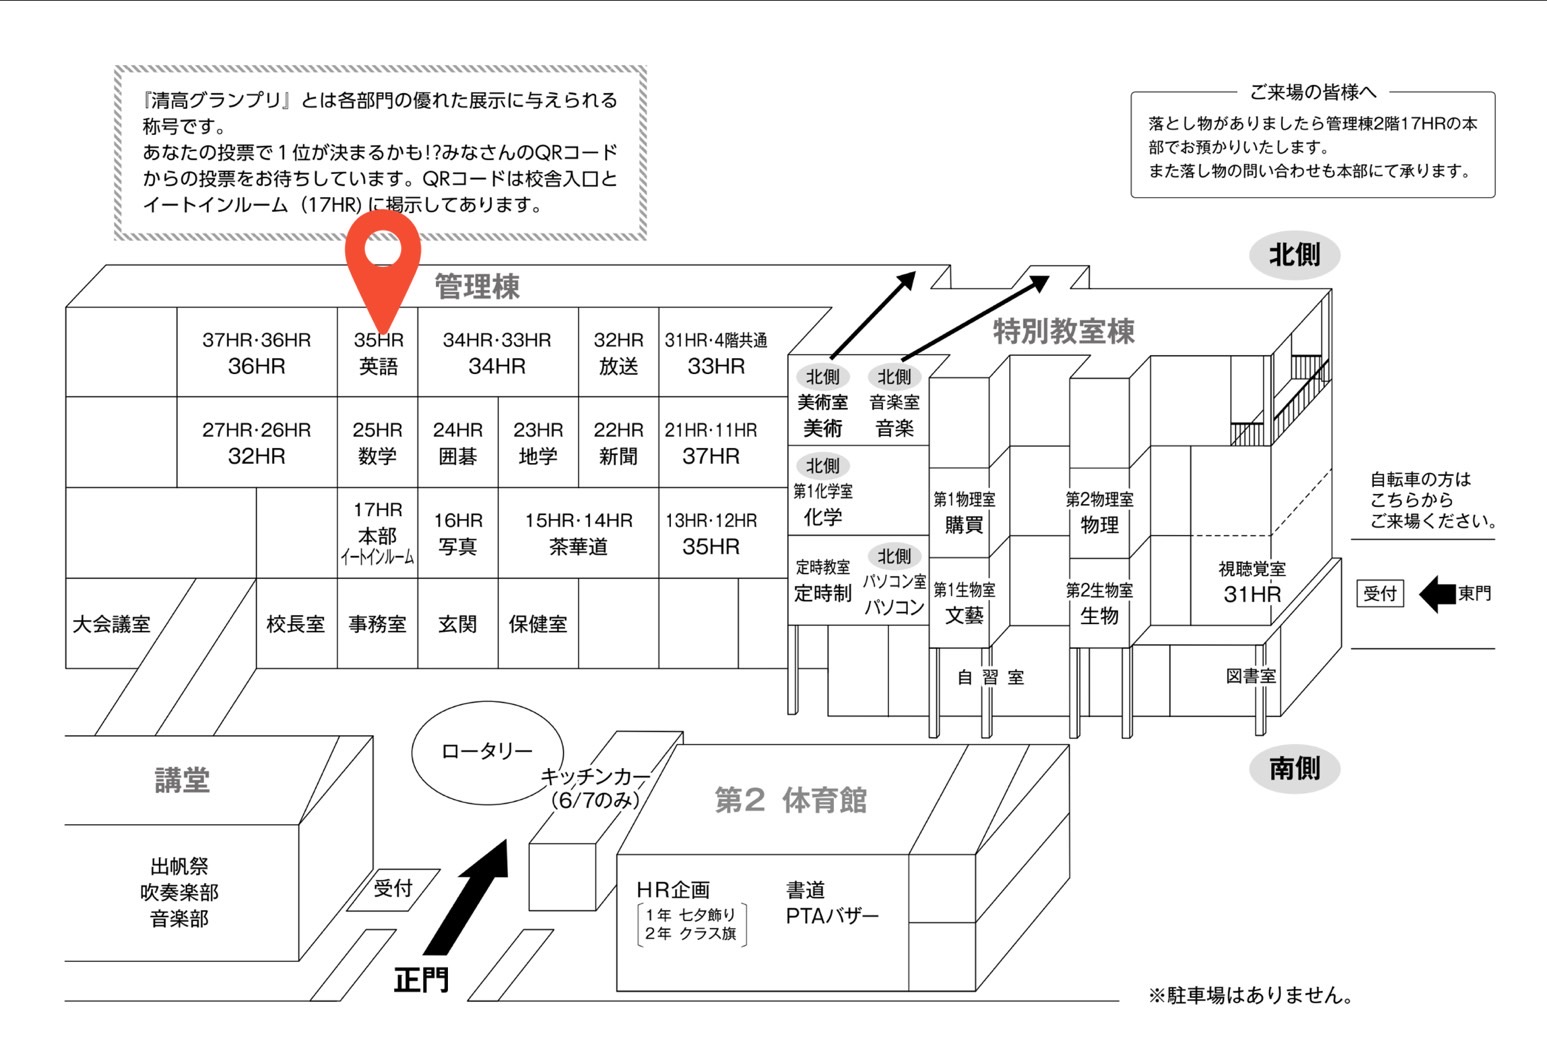 『清高グランプリ』とは各部門の優れた展示に与えられる
称号です。
あなたの投票で1位が決まるかも!?みなさんのQRコード
からの投票をお待ちしています。QRコードは校舎入口と
イートインルーム（17HR)に掲示してあります。
ご来場の皆様へ
落とし物がありましたら管理棟2階17HRの本
部でお預かりいたします。
また落し物の問い合わせも本部にて承ります。
北側
管理棟
特別教室棟
37HR・36HR
36HR
35HR
英語
34HR・33HR
34HR
32HR
放送
31HR・4階共通
33HR
北側
美術室
美術
北側
音楽室
音楽
27HR・26HR
32HR
25HR
数学
24HR
囲碁
23HR
地学
22HR
新聞
21HR・11HR
37HR
北側
第1化学室
化学
第1物理室
購買
第2物理室
物理
自転車の方は
こちらから
ご来場ください。
17HR
本部
イートインルーム
16HR
写真
15HR・14HR
茶華道
13HR・12HR
35HR
定時教室
定時制
北側
パソコン室
パソコン
第1生物室
文藝
第2生物室
生物
視聴覚室
31HR
受付
東門
大会議室
校長室
事務室
玄関
保健室
自習室
図書室
南側
講堂
ロータリー
キッチンカー
(6/7のみ)
第2 体育館
出帆祭
吹奏楽部
音楽部
受付
正門
HR企画
1年 七夕飾り
2年 クラス旗
書道
PTAバザー
※駐車場はありません。